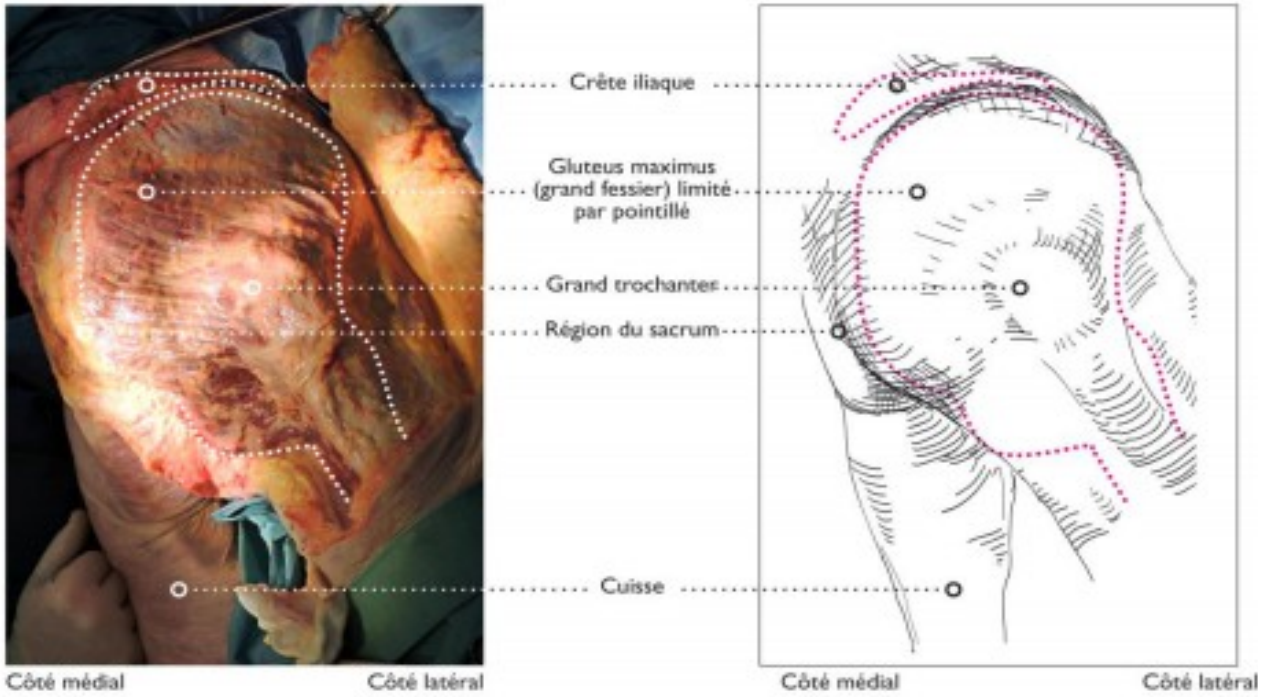 Crête iliaque
Gluteus maximus
(grand fessier) limité
par pointillé
Grand trochanter
Région du sacrum
Cuisse
Côté médial
Côté latéral
Côté médial
Côté latéral